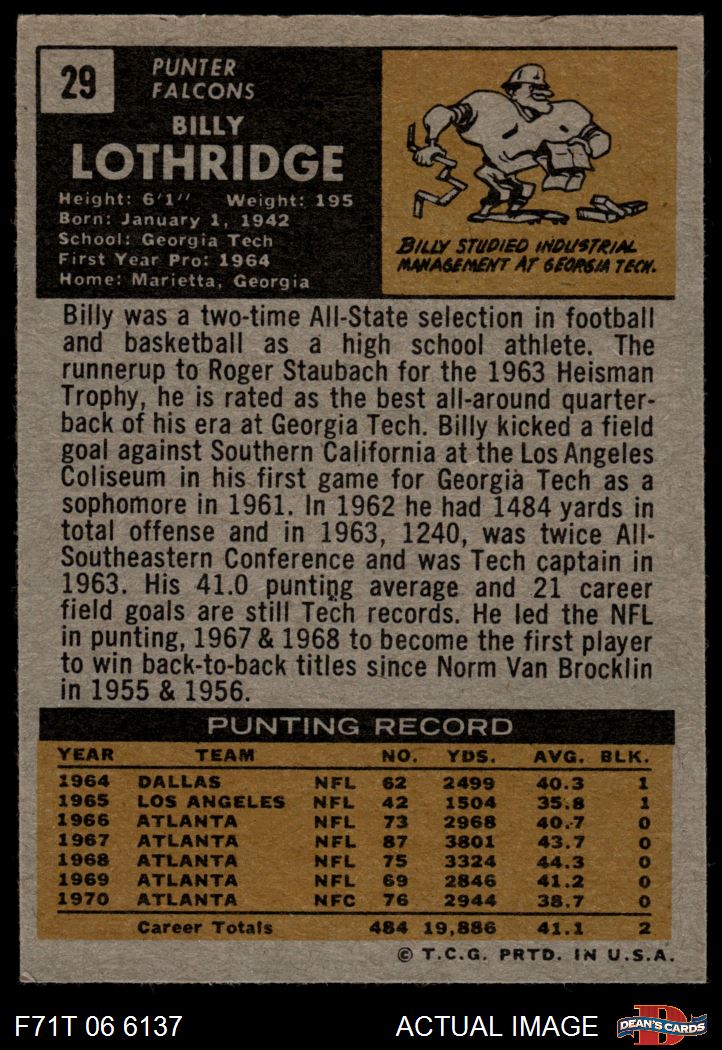 29
PUNTER
FALCONS
BILLY
LOTHRIDGE
Height: 6'1" Weight: 195
Born: January 1, 1942
School: Georgia Tech
First Year Pro: 1964
Home: Marietta, Georgia
BILLY STUDIED INDUSTRIAL
MANAGEMENT AT GEORGIA TECH.
Billy was a two-time All-State selection in football
and basketball as a high school athlete. The
runnerup to Roger Staubach for the 1963 Heisman
Trophy, he is rated as the best all-around quarter-
back of his era at Georgia Tech. Billy kicked a field
goal against Southern California at the Los Angeles
Coliseum in his first game for Georgia Tech as a
sophomore in 1961. In 1962 he had 1484 yards in
total offense and in 1963, 1240, was twice All-
Southeastern Conference and was Tech captain in
1963. His 41.0 punting average and 21 career
field goals are still Tech records. He led the NFL
in punting, 1967 & 1968 to become the first player
to win back-to-back titles since Norm Van Brocklin
in 1955 & 1956.
PUNTING RECORD
YEAR TEAM NO. YDS. AVG. BLK.
1964 DALLAS NFL 62 2499 40.3 1
1965 LOS ANGELES NFL 42 1504 35.8 1
1966 ATLANTA NFL 73 2968 40.7 0
1967 ATLANTA NFL 87 3801 43.7 0
1968 ATLANTA NFL 75 3324 44.3 0
1969 ATLANTA NFL 69 2846 41.2 0
1970 ATLANTA NFC 76 2944 38.7 0
Career Totals 484 19,886 41.1 2
© T.C.G. PRTD. IN U.S.A.
F71T 06 6137 ACTUAL IMAGE DEAN'S CARDS